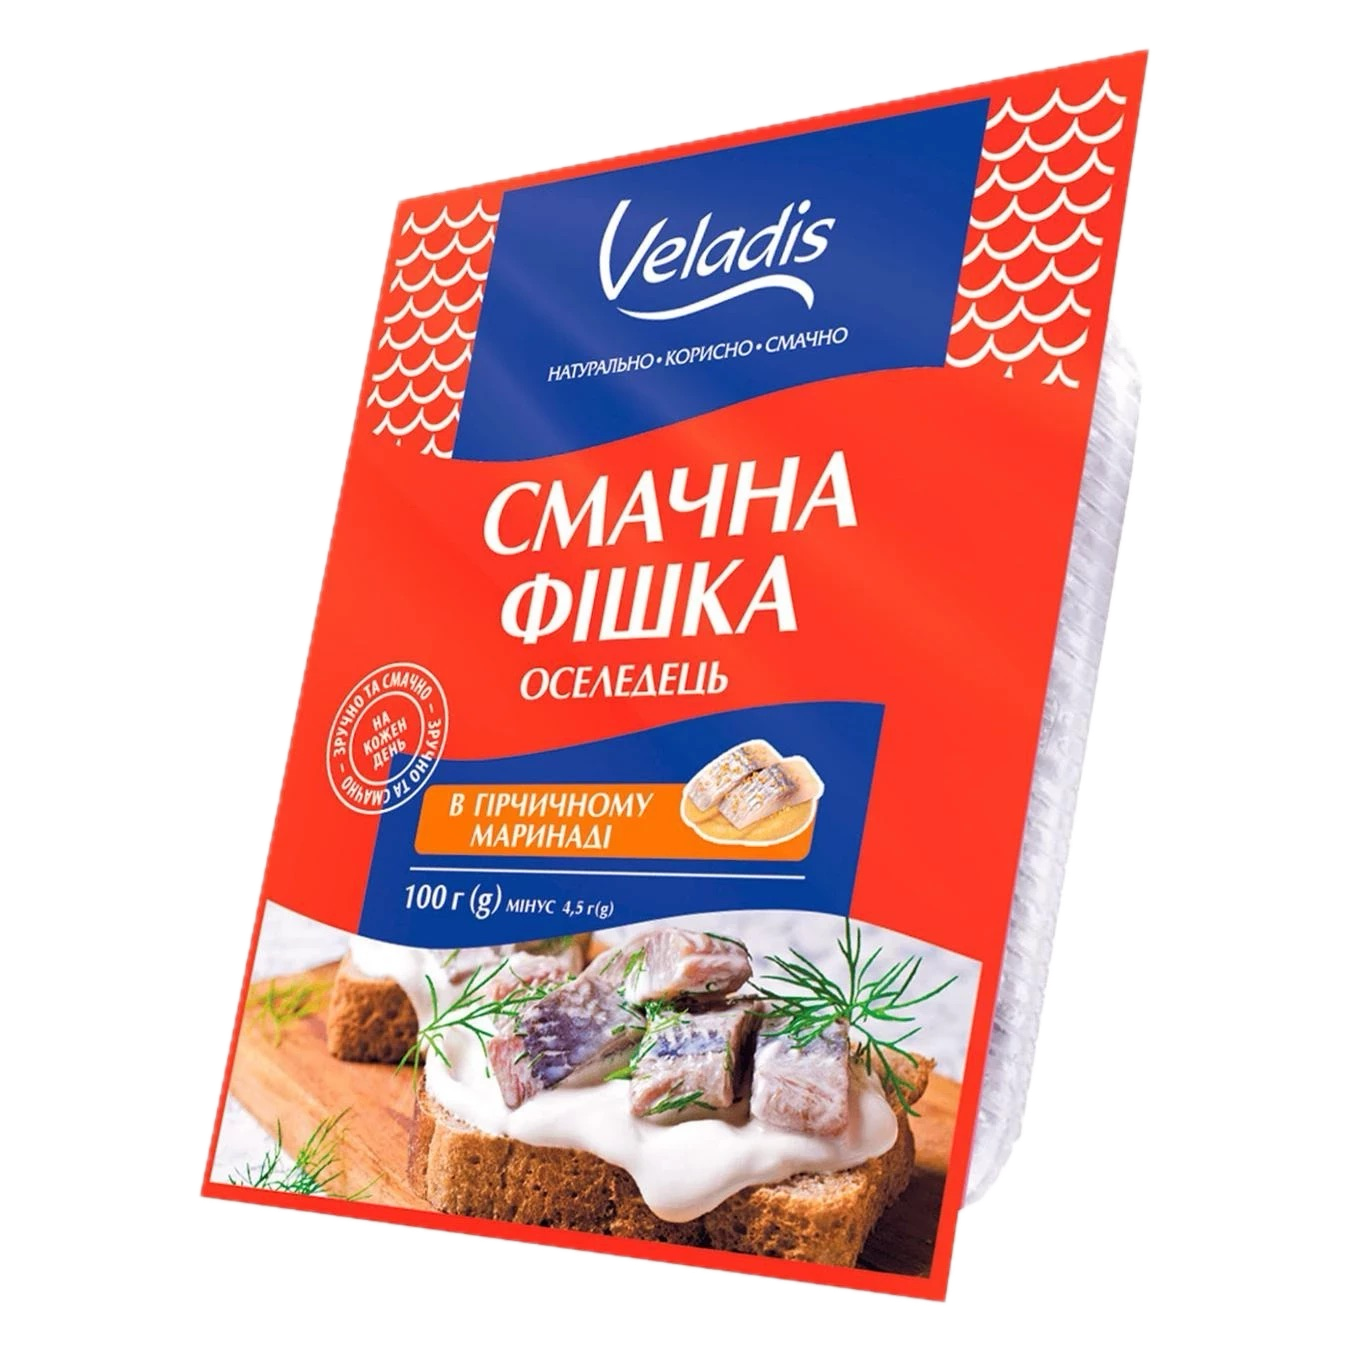 Veladis
НАТУРАЛЬНО • КОРИСНО • СМАЧНО
СМАЧНА
ФІШКА
ОСЕЛЕДЕЦЬ
ЗРУЧНО ТА СМАЧНО – ЗРУЧНО ТА СМАЧНО –
НА
КОЖЕН
ДЕНЬ
В ГІРЧИЧНОМУ
МАРИНАДІ
100 г (g) МІНУС 4,5 г(g)